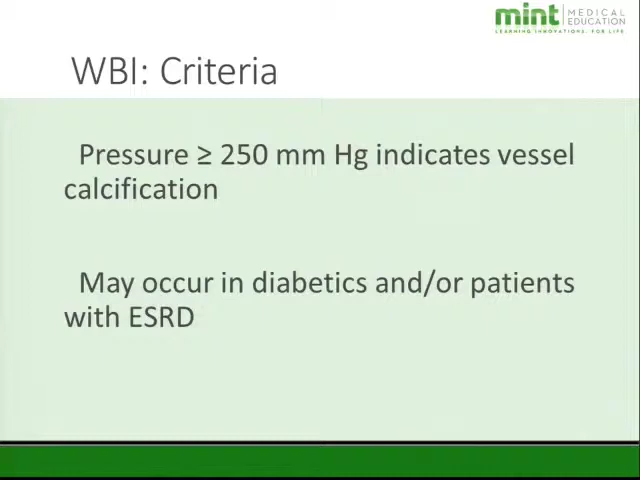 mint MEDICAL
EDUCATION
LEARNING INNOVATIONS. FOR LIFE.
WBI: Criteria
Pressure ≥ 250 mm Hg indicates vessel
calcification
May occur in diabetics and/or patients
with ESRD